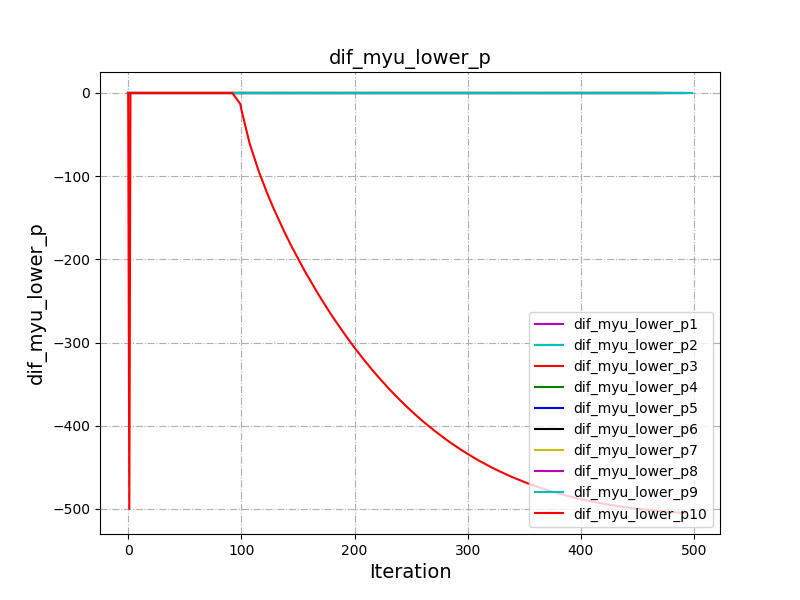 dif_myu_lower_p
dif_myu_lower_p
0
−100
−200
−300
−400
−500
0
100
200
300
400
500
Iteration
dif_myu_lower_p1
dif_myu_lower_p2
dif_myu_lower_p3
dif_myu_lower_p4
dif_myu_lower_p5
dif_myu_lower_p6
dif_myu_lower_p7
dif_myu_lower_p8
dif_myu_lower_p9
dif_myu_lower_p10